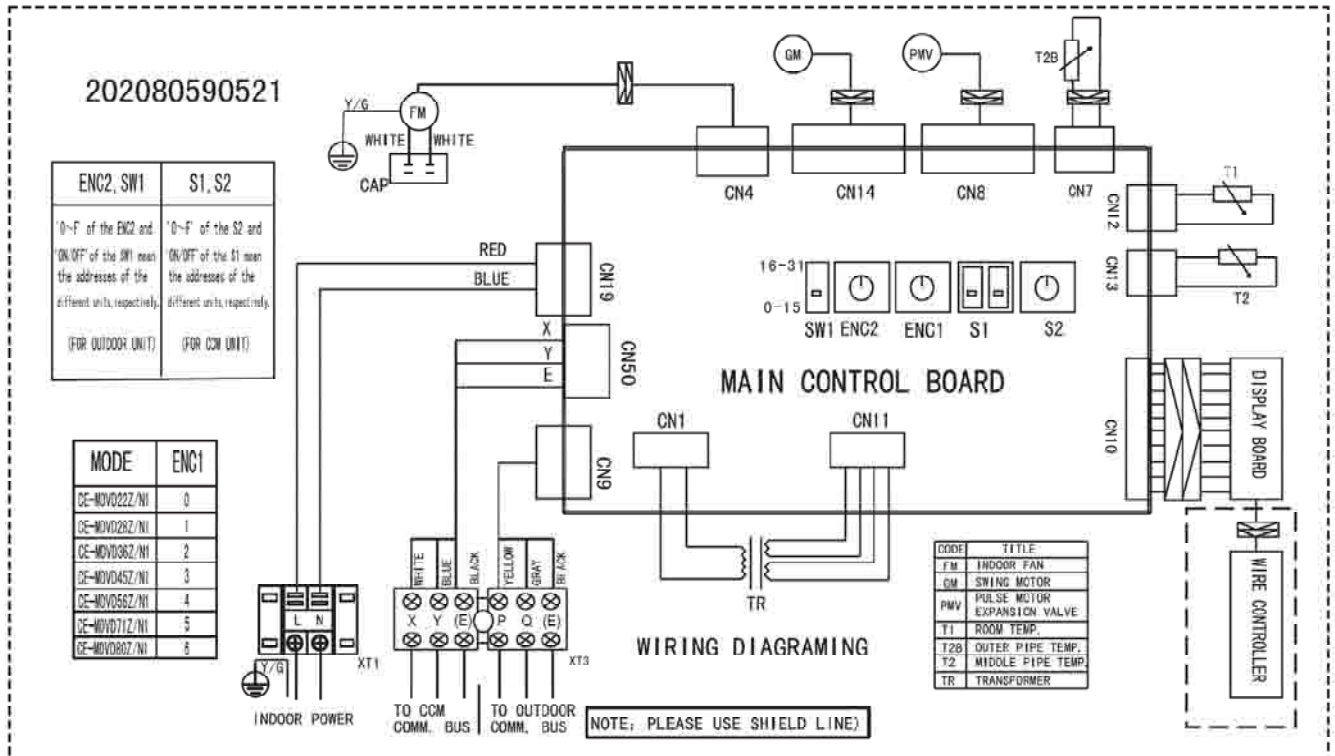 202080590521
Y/G
FM
WHITE WHITE
CAP
GM
PMV
T2B
CN4
CN14
CN8
CN7
CN12
T1
CN13
T2
ENC2, SW1 S1, S2
"0~F" of the ENC2 and "0~F" of the S2 and
"ON/OFF" of the SW1 mean "ON/OFF" of the S1 mean
the addresses of the the addresses of the
different units, respectively. different units, respectively.
(FOR OUTDOOR UNIT) (FOR CCM UNIT)
RED
BLUE
CN19
X
Y
E
CN50
CN9
16-31
0-15
SW1 ENC2 ENC1 S1 S2
MAIN CONTROL BOARD
CN1
CN11
CN10
DISPLAY BOARD
WIRE CONTROLLER
TR
MODE ENC1
CE-MDVD22Z/N1 0
CE-MDVD28Z/N1 1
CE-MDVD36Z/N1 2
CE-MDVD45Z/N1 3
CE-MDVD56Z/N1 4
CE-MDVD71Z/N1 5
CE-MDVD80Z/N1 6
L N
XT1
Y/G
INDOOR POWER
WHITE BLUE BLACK YELLOW GRAY BLACK
X Y (E) P Q (E)
XT3
TO CCM
COMM. BUS
TO OUTDOOR
COMM. BUS
WIRING DIAGRAMING
NOTE: PLEASE USE SHIELD LINE)
CODE TITLE
FM INDOOR FAN
GM SWING MOTOR
PMV PULSE MOTOR
EXPANSION VALVE
T1 ROOM TEMP.
T2B OUTER PIPE TEMP.
T2 MIDDLE PIPE TEMP.
TR TRANSFORMER